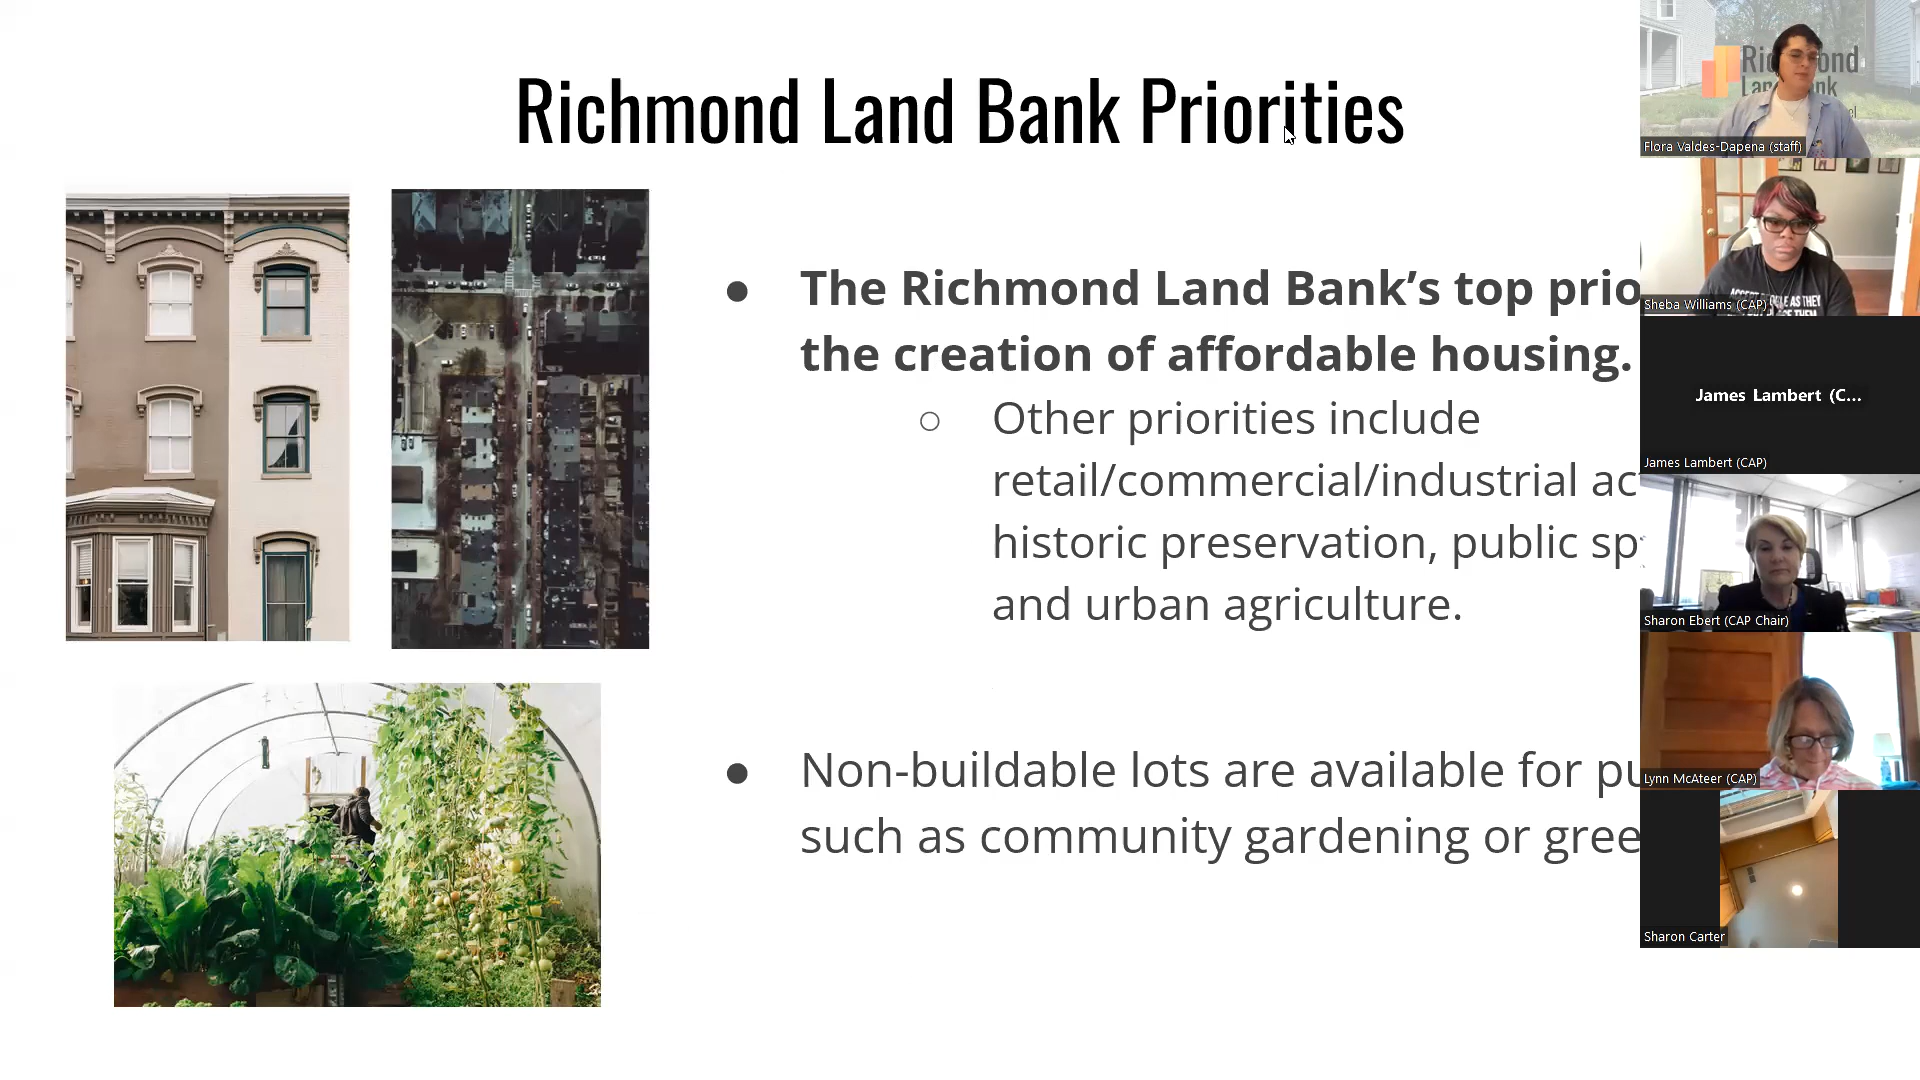 Richmond Land Bank Priorities
● The Richmond Land Bank’s top prio
the creation of affordable housing.
○ Other priorities include
retail/commercial/industrial ac
historic preservation, public sp
and urban agriculture.
● Non-buildable lots are available for pu
such as community gardening or gree
Flora Valdes-Dapena (staff)
Sheba Williams (CAP)
James Lambert (C...
James Lambert (CAP)
Sharon Ebert (CAP Chair)
Lynn McAteer (CAP)
Sharon Carter